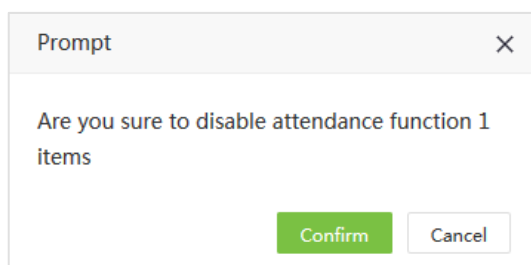 Prompt
Are you sure to disable attendance function 1
items
Confirm
Cancel